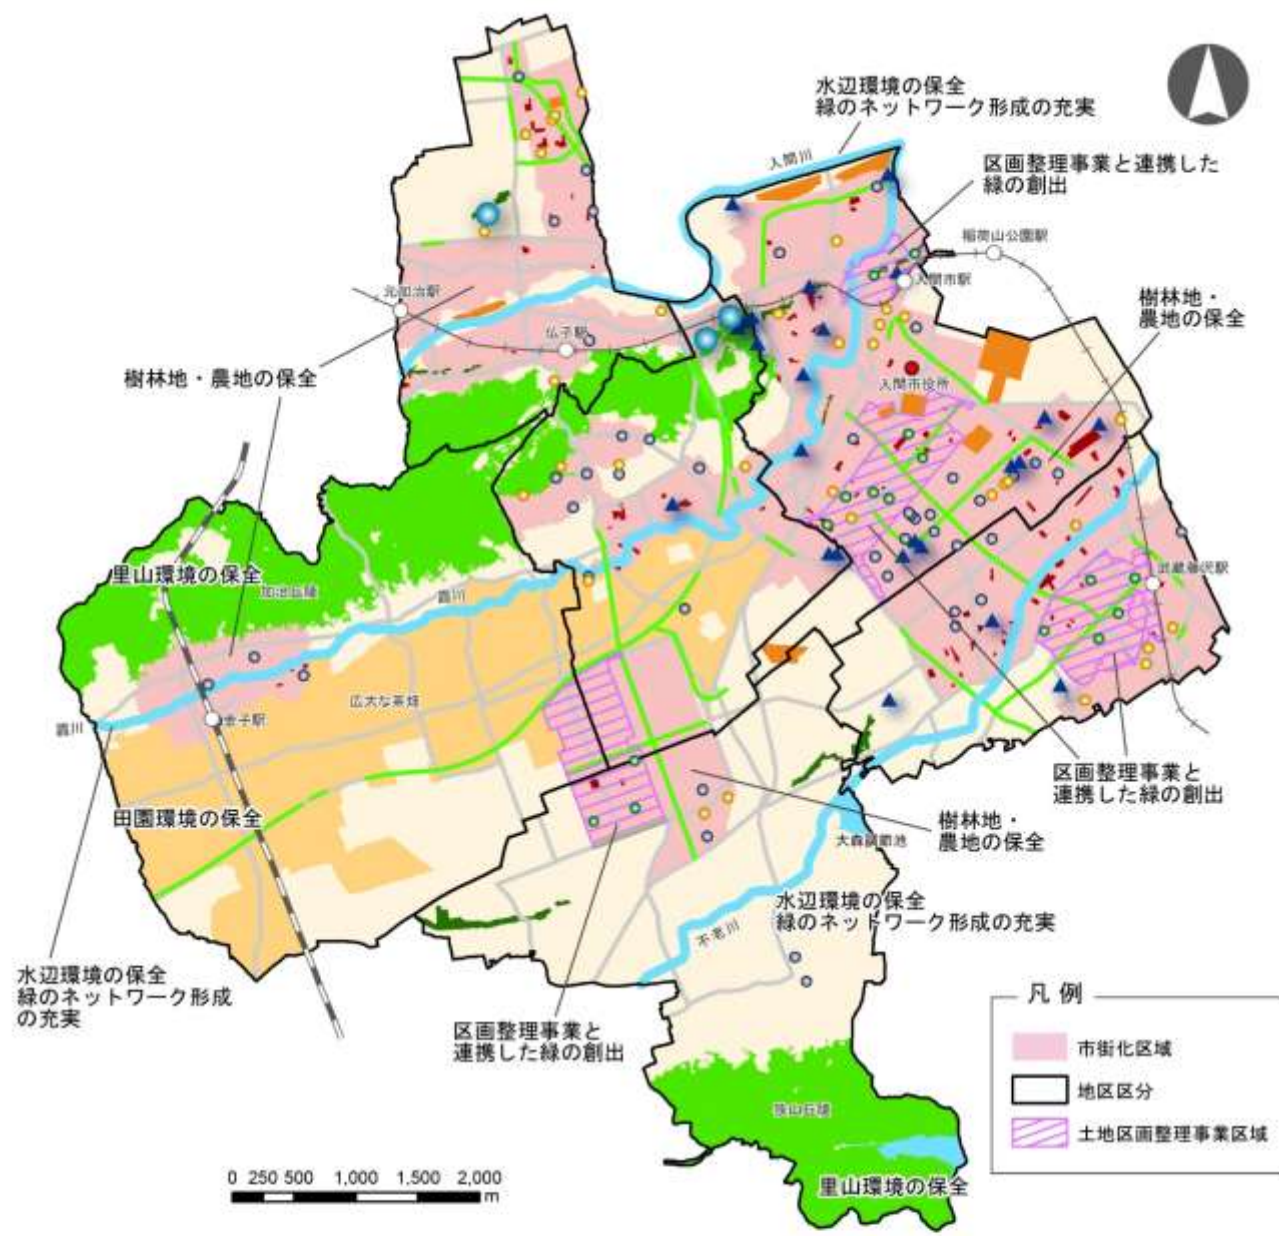 水辺環境の保全
緑のネットワーク形成の充実
入間川
区画整理事業と連携した
緑の創出
稲荷山公園駅
入間市駅
北加治駅
樹林地・
農地の保全
仏子駅
樹林地・農地の保全
入間市役所
里山環境の保全
加治丘陵
霞川
武蔵藤沢駅
広大な茶畑
霞川
金子駅
区画整理事業と
連携した緑の創出
田園環境の保全
樹林地・
農地の保全
大森調節池
水辺環境の保全
緑のネットワーク形成の充実
不老川
水辺環境の保全
緑のネットワーク形成
の充実
区画整理事業と
連携した緑の創出
凡例
市街化区域
地区区分
土地区画整理事業区域
狭山丘陵
里山環境の保全
0 250 500 1,000 1,500 2,000
m